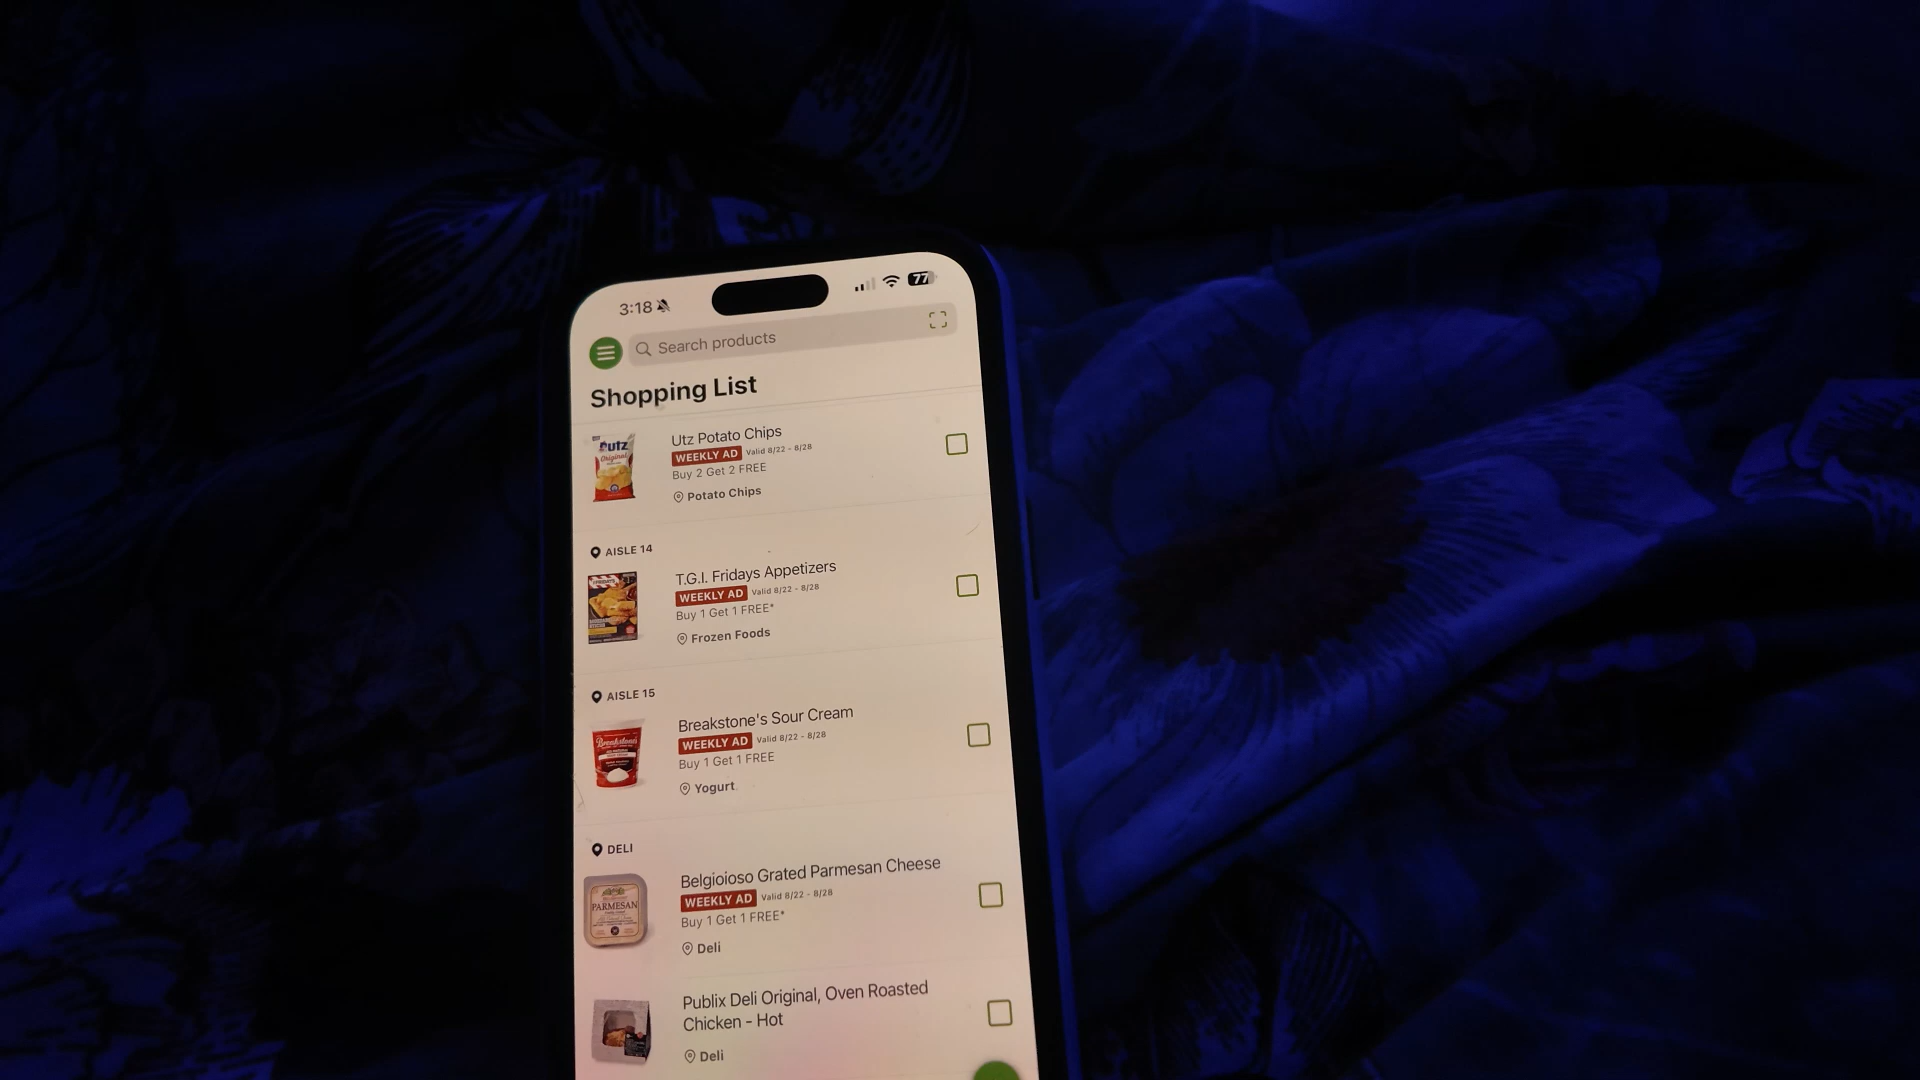 3:18
77
Search products
Shopping List
utz
Original
Utz Potato Chips
WEEKLY AD Valid 8/22 - 8/28
Buy 2 Get 2 FREE
Potato Chips
AISLE 14
T.G.I. Fridays Appetizers
WEEKLY AD Valid 8/22 - 8/28
Buy 1 Get 1 FREE*
Frozen Foods
AISLE 15
Breakstone's
Breakstone's Sour Cream
WEEKLY AD Valid 8/22 - 8/28
Buy 1 Get 1 FREE
Yogurt
DELI
PARMESAN
Belgioioso Grated Parmesan Cheese
WEEKLY AD Valid 8/22 - 8/28
Buy 1 Get 1 FREE*
Deli
Publix Deli Original, Oven Roasted
Chicken - Hot
Deli